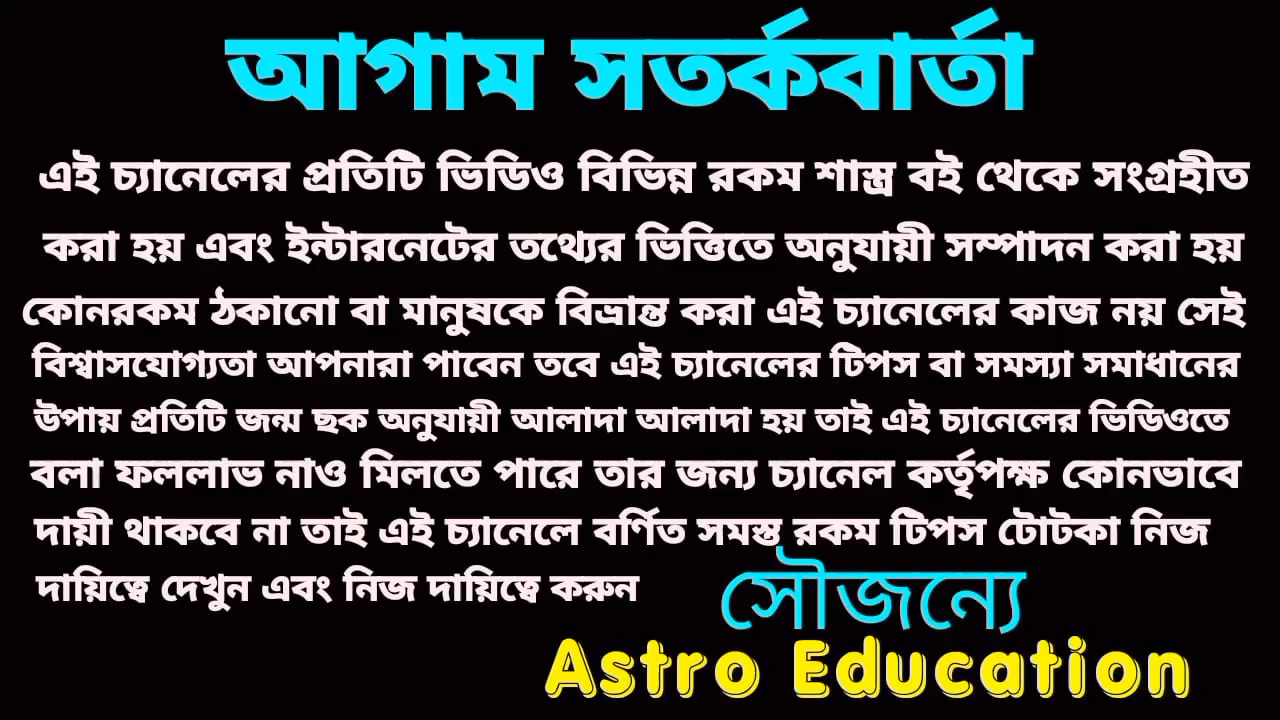 আগাম সতর্কবার্তা
এই চ্যানেলের প্রতিটি ভিডিও বিভিন্ন রকম শাস্ত্র বই থেকে সংগ্রহীত
করা হয় এবং ইন্টারনেটের তথ্যের ভিত্তিতে অনুযায়ী সম্পাদন করা হয়
কোনরকম ঠকানো বা মানুষকে বিভ্রান্ত করা এই চ্যানেলের কাজ নয় সেই
বিশ্বাসযোগ্যতা আপনারা পাবেন তবে এই চ্যানেলের টিপস বা সমস্যা সমাধানের
উপায় প্রতিটি জন্ম ছক অনুযায়ী আলাদা আলাদা হয় তাই এই চ্যানেলের ভিডিওতে
বলা ফললাভ নাও মিলতে পারে তার জন্য চ্যানেল কর্তৃপক্ষ কোনভাবে
দায়ী থাকবে না তাই এই চ্যানেলে বর্ণিত সমস্ত রকম টিপস টোটকা নিজ
দায়িত্বে দেখুন এবং নিজ দায়িত্বে করুন
সৌজন্যে
Astro Education